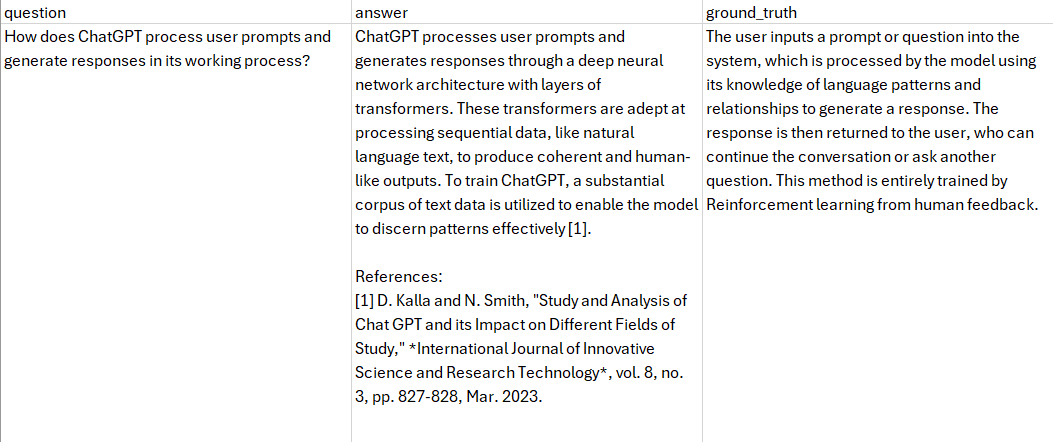 question
answer
ground_truth
How does ChatGPT process user prompts and
generate responses in its working process?
ChatGPT processes user prompts and
generates responses through a deep neural
network architecture with layers of
transformers. These transformers are adept at
processing sequential data, like natural
language text, to produce coherent and human-
like outputs. To train ChatGPT, a substantial
corpus of text data is utilized to enable the model
to discern patterns effectively [1].
References:
[1] D. Kalla and N. Smith, "Study and Analysis of
Chat GPT and its Impact on Different Fields of
Study," *International Journal of Innovative
Science and Research Technology*, vol. 8, no.
3, pp. 827-828, Mar. 2023.
The user inputs a prompt or question into the
system, which is processed by the model using
its knowledge of language patterns and
relationships to generate a response. The
response is then returned to the user, who can
continue the conversation or ask another
question. This method is entirely trained by
Reinforcement learning from human feedback.